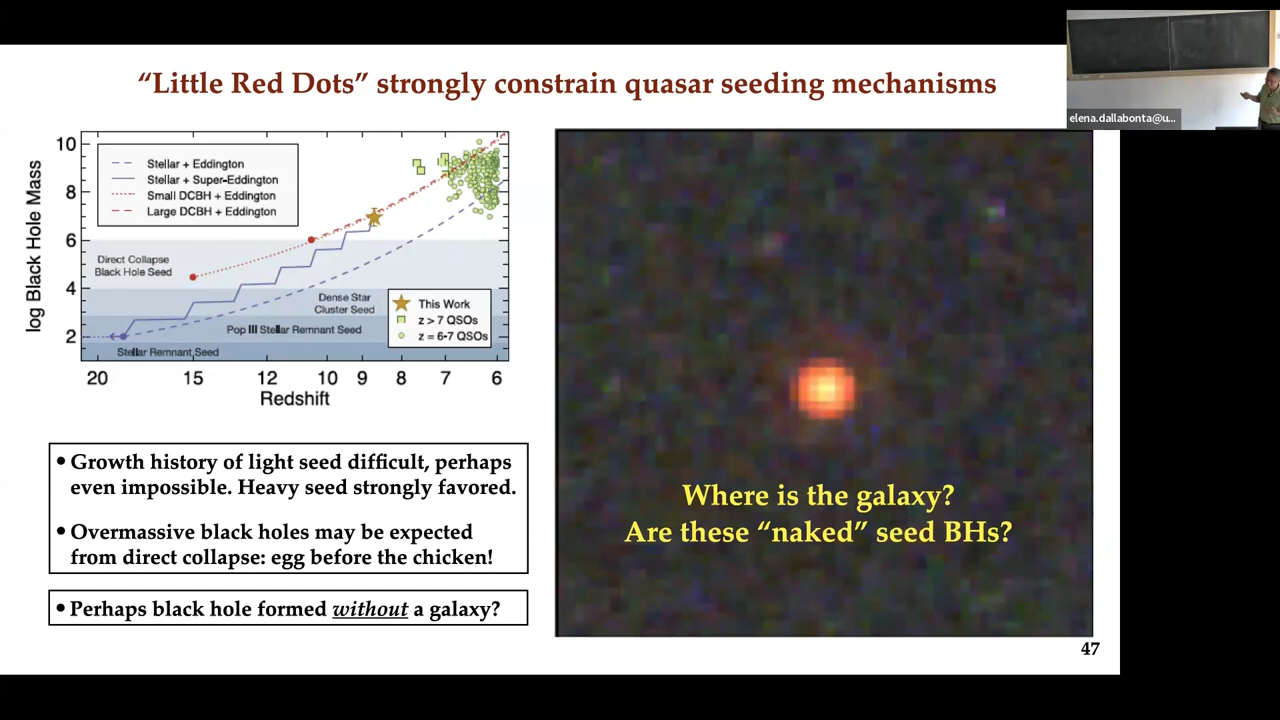 “Little Red Dots” strongly constrain quasar seeding mechanisms
elena.dallabonta@u...
log Black Hole Mass
10
8
6
4
2
Stellar + Eddington
Stellar + Super-Eddington
Small DCBH + Eddington
Large DCBH + Eddington
Direct Collapse
Black Hole Seed
Dense Star
Cluster Seed
Pop III Stellar Remnant Seed
Stellar Remnant Seed
This Work
z > 7 QSOs
z = 6-7 QSOs
20 15 12 10 9 8 7 6
Redshift
• Growth history of light seed difficult, perhaps
even impossible. Heavy seed strongly favored.
• Overmassive black holes may be expected
from direct collapse: egg before the chicken!
• Perhaps black hole formed without a galaxy?
Where is the galaxy?
Are these “naked” seed BHs?
47